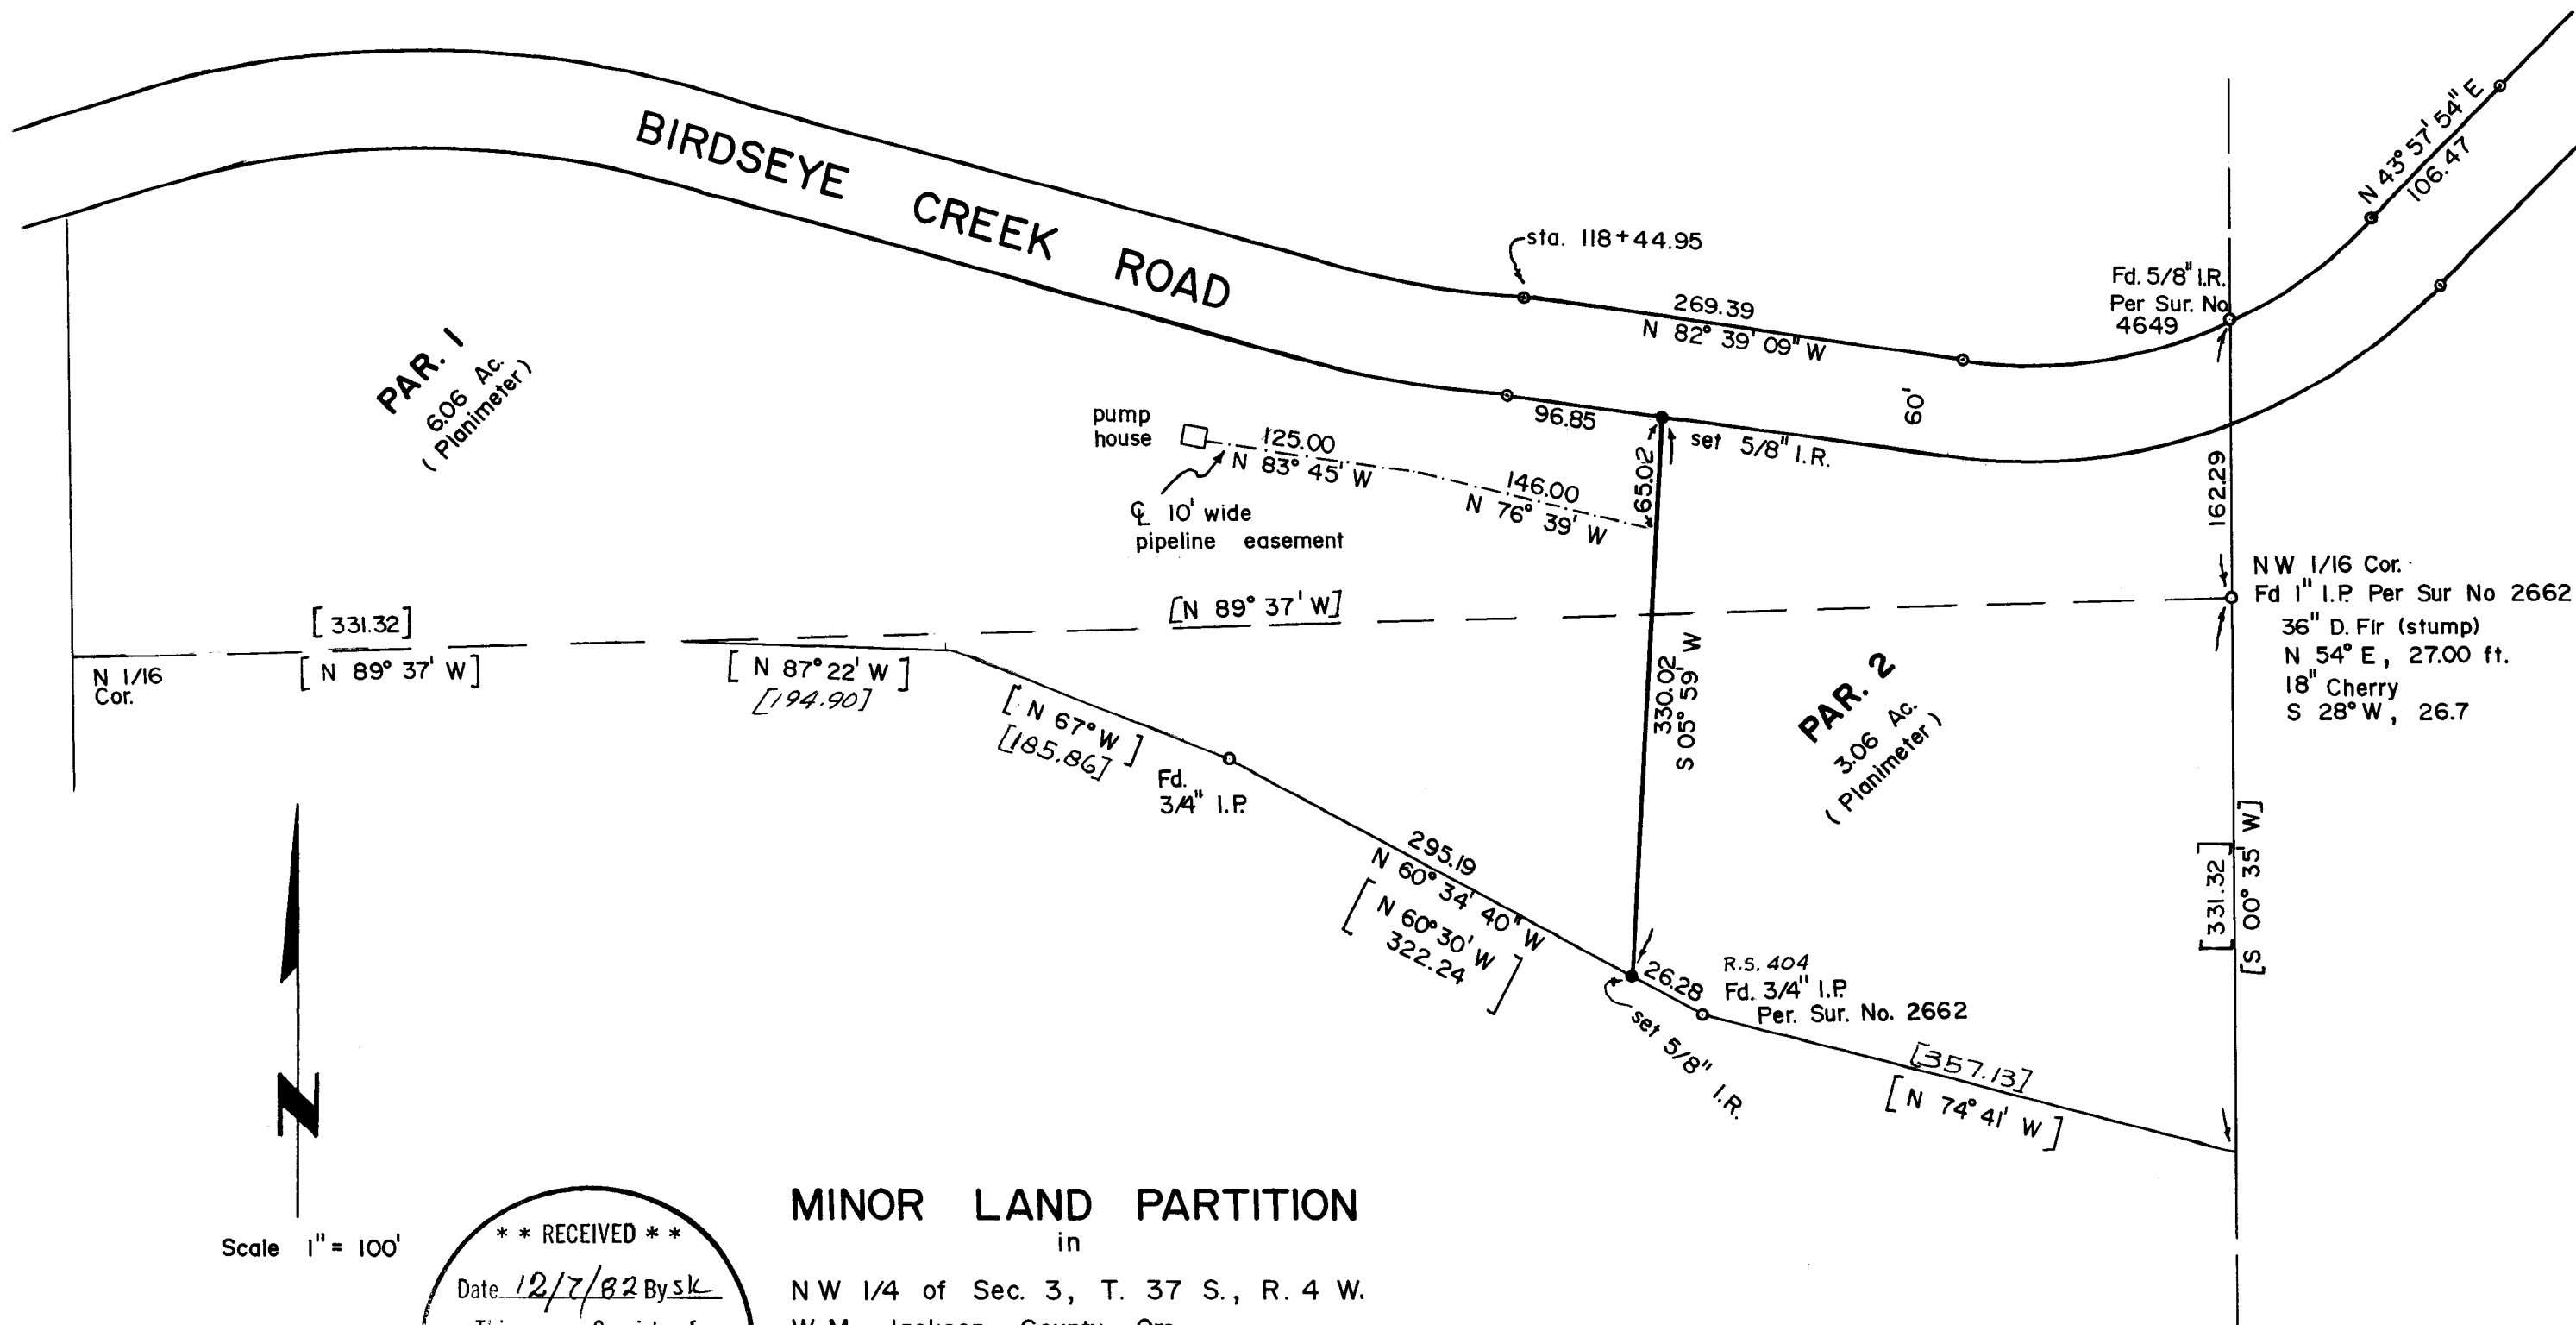 BIRDSEYE CREEK ROAD
N 43° 57' 54" E
106.47
sta. 118+44.95
269.39
N 82° 39' 09" W
Fd. 5/8" I.R.
Per Sur. No
4649
60'
PAR. 1
6.06 Ac.
(Planimeter)
pump
house
125.00
N 83° 45' W
96.85
set 5/8" I.R.
65.02
146.00
N 76° 39' W
℄ 10' wide
pipeline easement
162.29
NW 1/16 Cor.
Fd 1" I.P. Per Sur No 2662
36" D. Fir (stump)
N 54° E, 27.00 ft.
18" Cherry
S 28° W, 26.7
[N 89° 37' W]
[331.32]
[N 89° 37' W]
N 1/16
Cor.
[N 87° 22' W]
[194.90]
[N 67° W]
[185.86]
Fd.
3/4" I.P.
330.02
S 05° 59' W
PAR. 2
3.06 Ac.
(Planimeter)
295.19
N 60° 34' 40" W
[N 60° 30' W
322.24]
[331.32]
[S 00° 35' W]
26.28
R.S. 404
Fd. 3/4" I.P.
Per. Sur. No. 2662
set 5/8" I.R.
[357.13]
[N 74° 41' W]
N
Scale 1" = 100'
* * RECEIVED * *
Date 12/7/82 By SK
MINOR LAND PARTITION
in
NW 1/4 of Sec. 3, T. 37 S., R. 4 W.
W.M., Jackson County, Ore.